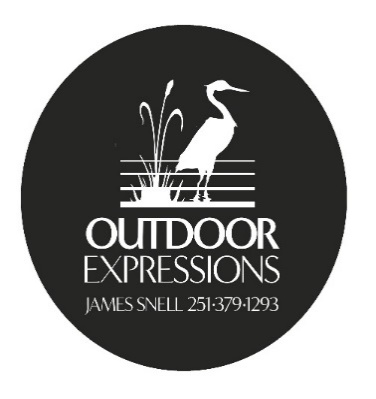 OUTDOOR
EXPRESSIONS
JAMES SNELL 251·379·1293